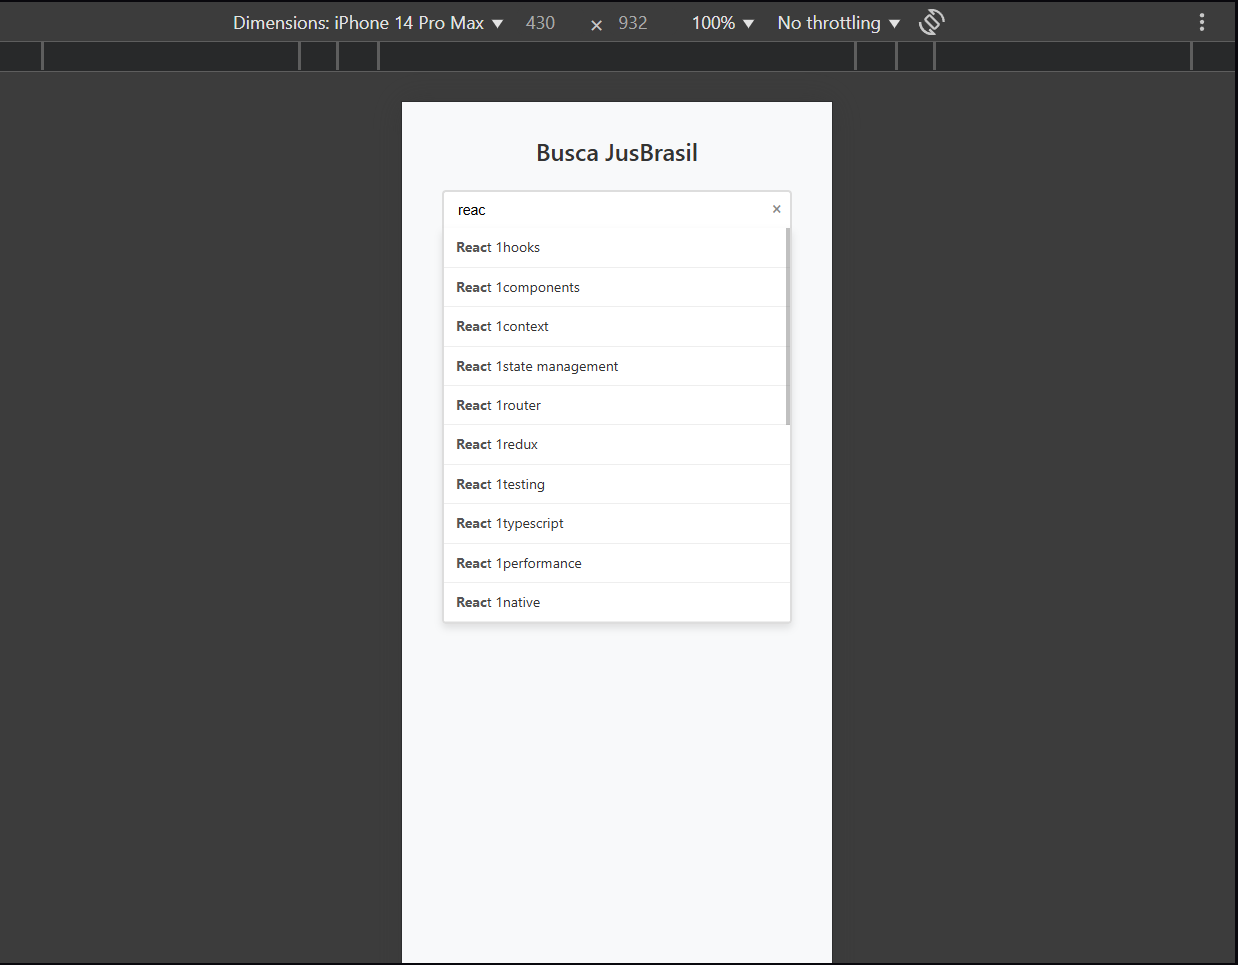 Dimensions: iPhone 14 Pro Max ▼ 430 × 932 100% ▼ No throttling ▼
Busca JusBrasil
reac ×
React 1hooks
React 1components
React 1context
React 1state management
React 1router
React 1redux
React 1testing
React 1typescript
React 1performance
React 1native